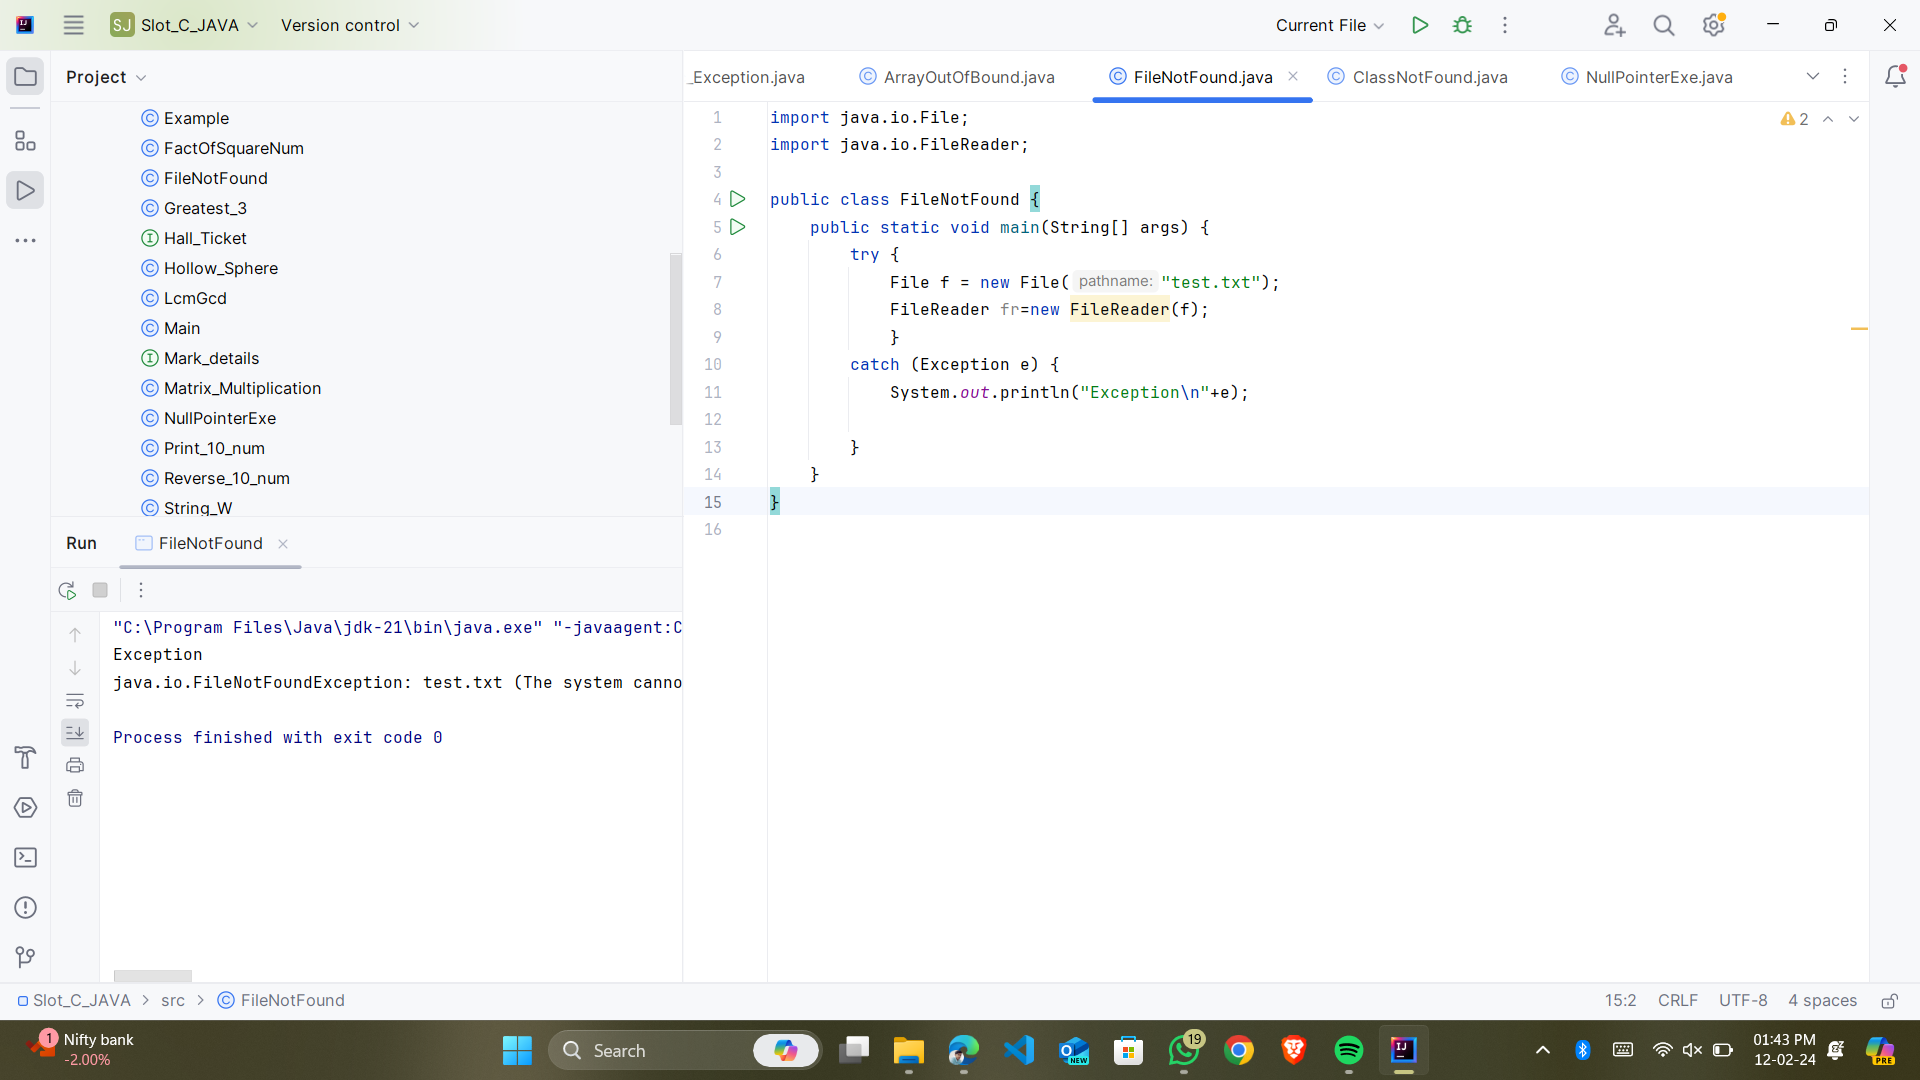 SJ Slot_C_JAVA Version control Current File
Project
_Exception.java ArrayOutOfBound.java FileNotFound.java ClassNotFound.java NullPointerExe.java
Example
FactOfSquareNum
FileNotFound
Greatest_3
Hall_Ticket
Hollow_Sphere
LcmGcd
Main
Mark_details
Matrix_Multiplication
NullPointerExe
Print_10_num
Reverse_10_num
String_W
1 import java.io.File;
2 import java.io.FileReader;
3
4 public class FileNotFound {
5 public static void main(String[] args) {
6 try {
7 File f = new File( pathname: "test.txt");
8 FileReader fr=new FileReader(f);
9 }
10 catch (Exception e) {
11 System.out.println("Exception\n"+e);
12
13 }
14 }
15 }
16
2
Run FileNotFound
"C:\Program Files\Java\jdk-21\bin\java.exe" "-javaagent:C
Exception
java.io.FileNotFoundException: test.txt (The system canno
Process finished with exit code 0
Slot_C_JAVA > src > FileNotFound 15:2 CRLF UTF-8 4 spaces
1 Nifty bank
-2.00%
Search
NEW
19
IJ
01:43 PM
12-02-24
PRE